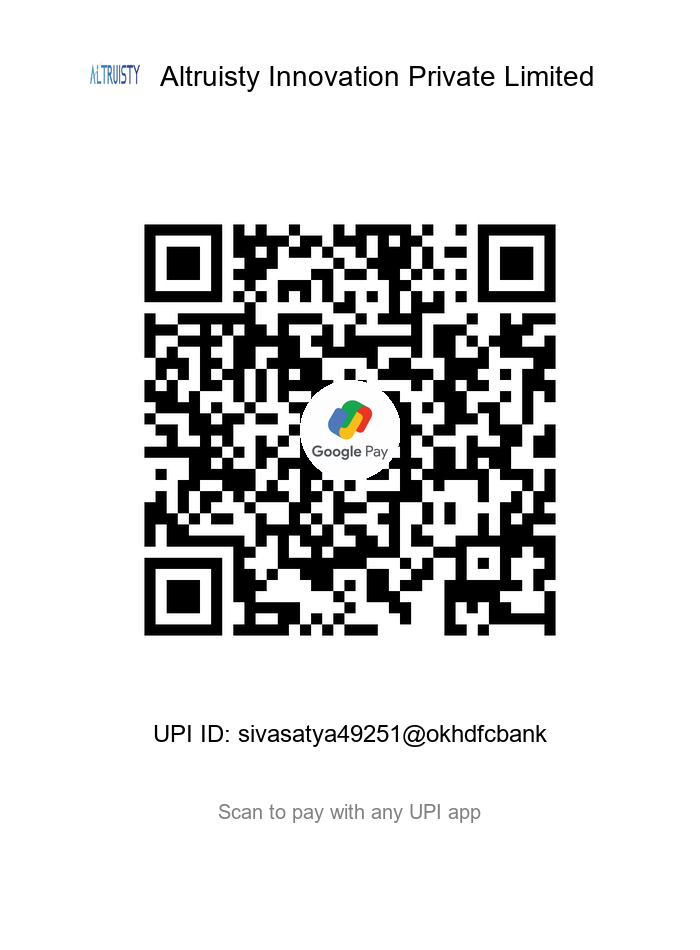 ALTRUISTY Altruisty Innovation Private Limited
Google Pay
UPI ID: sivasatya49251@okhdfcbank
Scan to pay with any UPI app